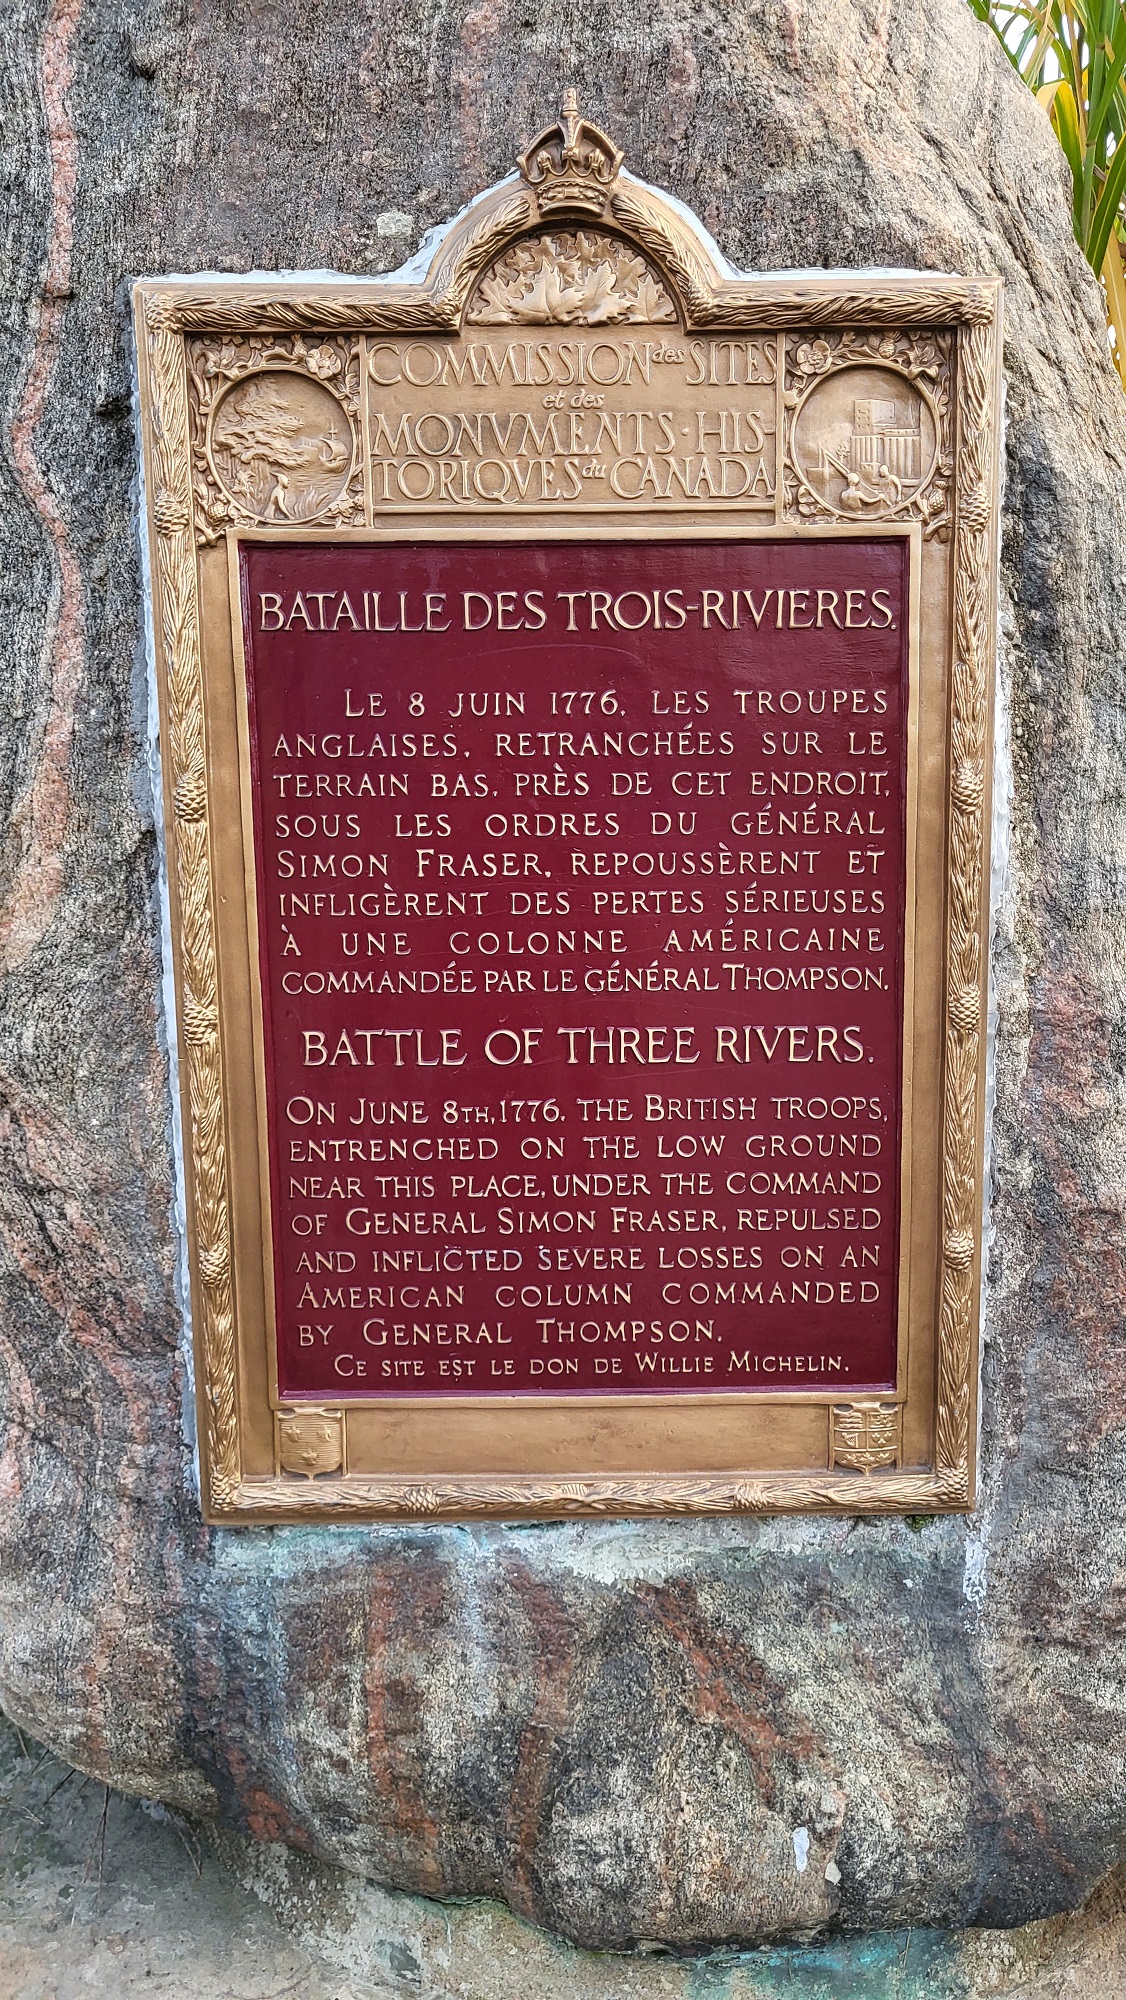 COMMISSION des SITES
et des
MONVMENTS · HIS-
TORIQVES du CANADA
BATAILLE DES TROIS-RIVIERES.
LE 8 JUIN 1776, LES TROUPES
ANGLAISES, RETRANCHÉES SUR LE
TERRAIN BAS, PRÈS DE CET ENDROIT,
SOUS LES ORDRES DU GÉNÉRAL
SIMON FRASER, REPOUSSÈRENT ET
INFLIGÈRENT DES PERTES SÉRIEUSES
À UNE COLONNE AMÉRICAINE
COMMANDÉE PAR LE GÉNÉRAL THOMPSON.
BATTLE OF THREE RIVERS.
ON JUNE 8TH, 1776, THE BRITISH TROOPS,
ENTRENCHED ON THE LOW GROUND
NEAR THIS PLACE, UNDER THE COMMAND
OF GENERAL SIMON FRASER, REPULSED
AND INFLICTED SEVERE LOSSES ON AN
AMERICAN COLUMN COMMANDED
BY GENERAL THOMPSON.
CE SITE EST LE DON DE WILLIE MICHELIN.